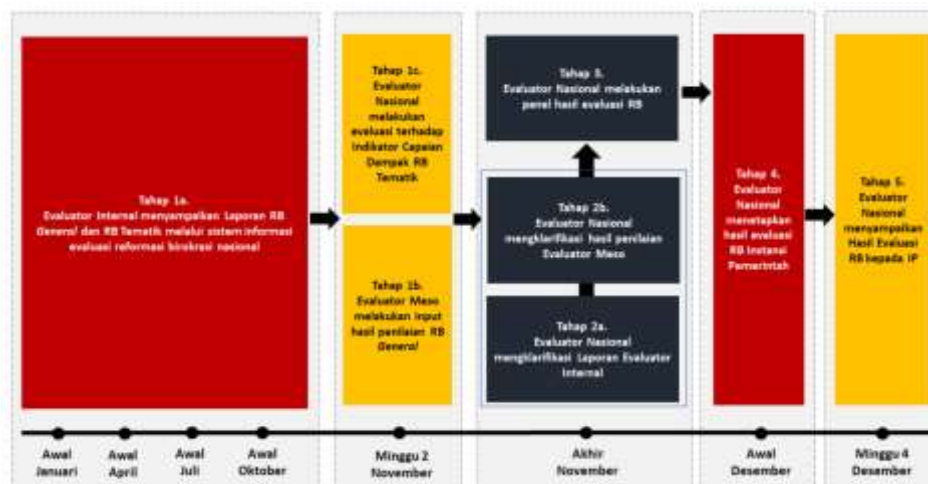 Tahap 1a.
Evaluator Internal menyampaikan Laporan RB
General dan RB Tematik melalui sistem informasi
evaluasi reformasi birokrasi nasional
Tahap 1c.
Evaluator
Nasional
melakukan
evaluasi terhadap
Indikator Capaian
Dampak RB
Tematik
Tahap 1b.
Evaluator Meso
melakukan input
hasil penilaian RB
General
Tahap 3.
Evaluator Nasional melakukan
panel hasil evaluasi RB
Tahap 2b.
Evaluator Nasional
mengklarifikasi hasil penilaian
Evaluator Meso
Tahap 2a.
Evaluator Nasional
mengklarifikasi Laporan Evaluator
Internal
Tahap 4.
Evaluator
Nasional
menetapkan
hasil evaluasi
RB Instansi
Pemerintah
Tahap 5.
Evaluator
Nasional
menyampaikan
Hasil Evaluasi
RB kepada IP
Awal
Januari
Awal
April
Awal
Juli
Awal
Oktober
Minggu 2
November
Akhir
November
Awal
Desember
Minggu 4
Desember